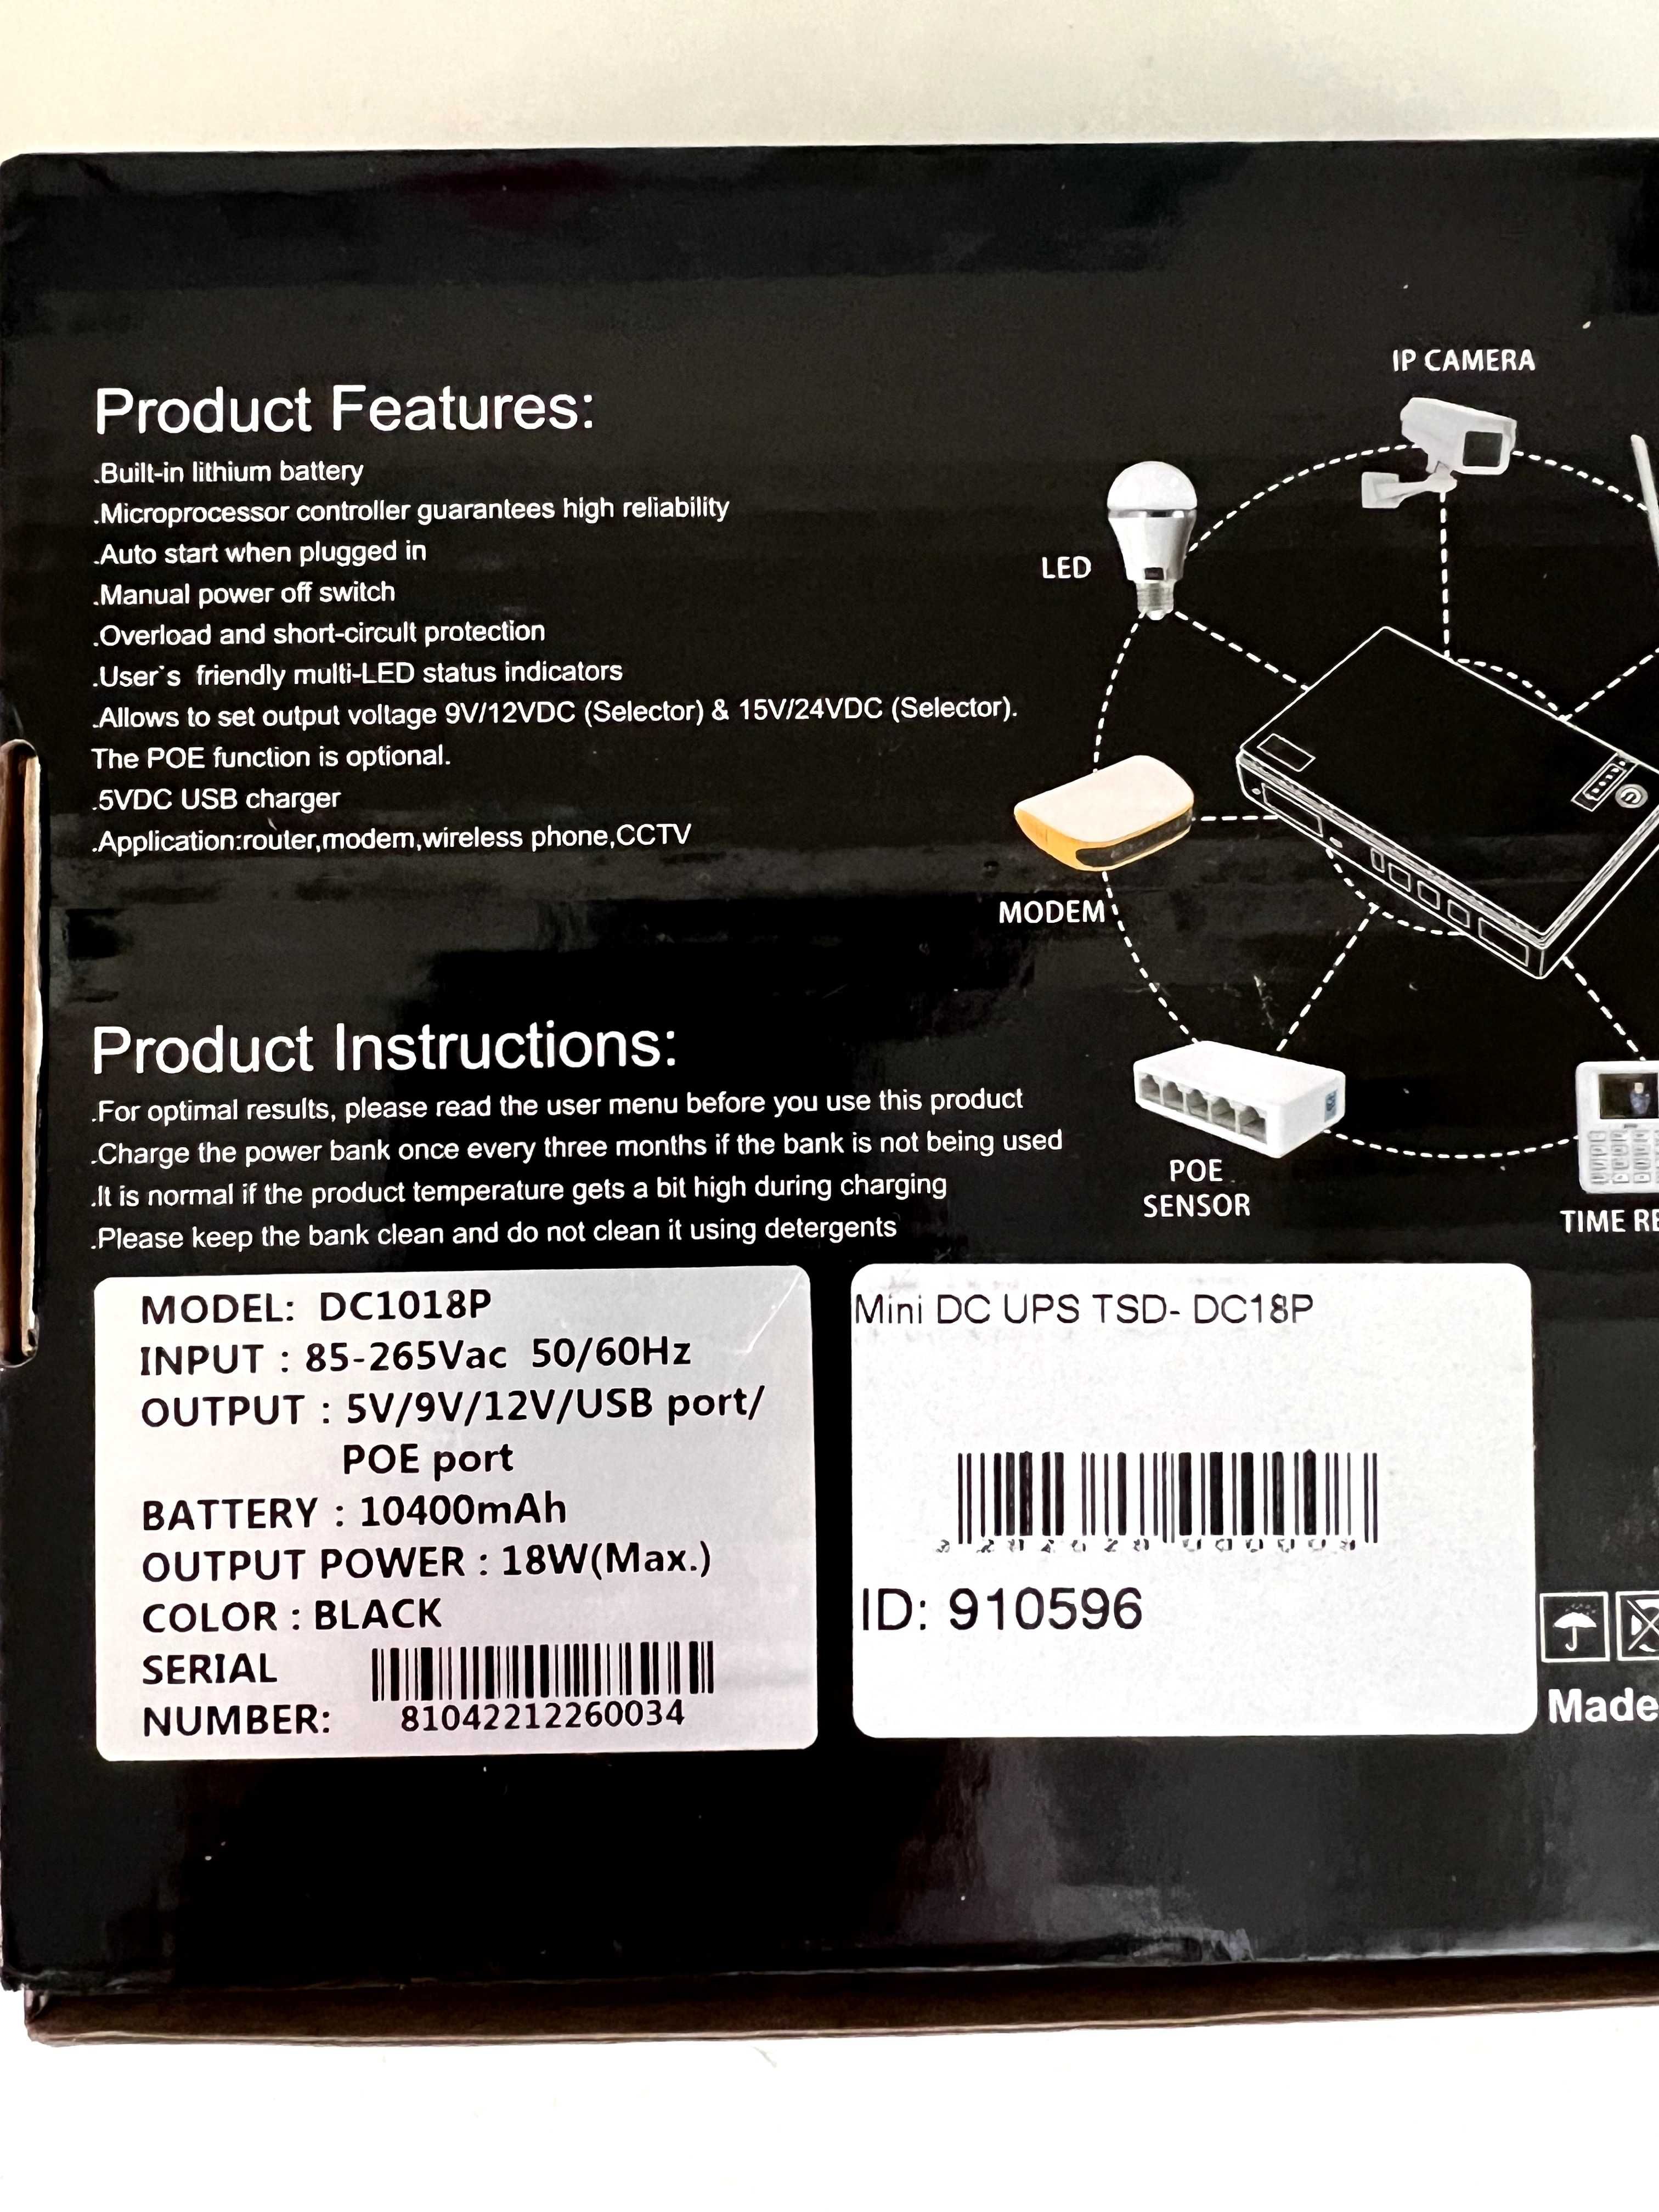 Product Features:
.Built-in lithium battery
.Microprocessor controller guarantees high reliability
.Auto start when plugged in
.Manual power off switch
.Overload and short-circult protection
.User`s  friendly multi-LED status indicators
.Allows to set output voltage 9V/12VDC (Selector) & 15V/24VDC (Selector).
The POE function is optional.
.5VDC USB charger
.Application:router,modem,wireless phone,CCTV
IP CAMERA
LED
MODEM
POE
SENSOR
TIME RE
Product Instructions:
.For optimal results, please read the user menu before you use this product
.Charge the power bank once every three months if the bank is not being used
.It is normal if the product temperature gets a bit high during charging
.Please keep the bank clean and do not clean it using detergents
MODEL: DC1018P
INPUT : 85-265Vac 50/60Hz
OUTPUT : 5V/9V/12V/USB port/
POE port
BATTERY : 10400mAh
OUTPUT POWER : 18W(Max.)
COLOR : BLACK
SERIAL
NUMBER:
81042212260034
Mini DC UPS TSD- DC18P
ID: 910596
Made